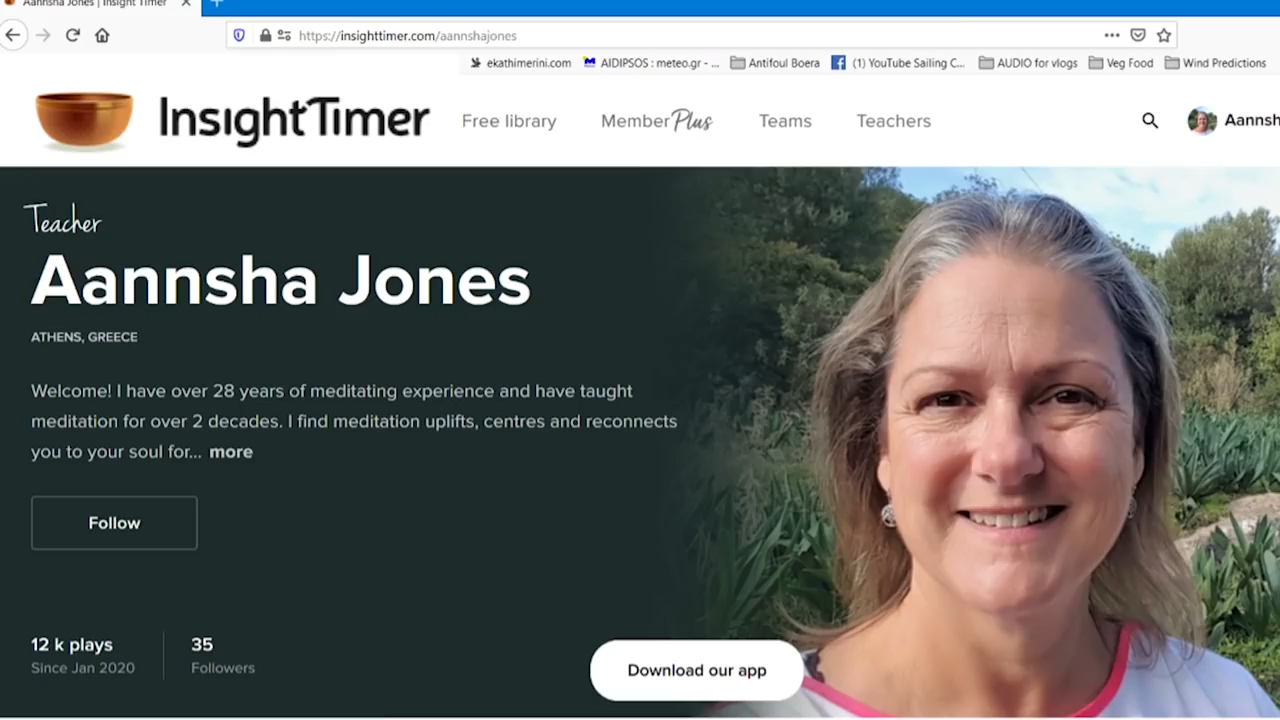 Aannsha Jones | Insight Timer
https://insighttimer.com/aannshajones
ekathimerini.com
AIDIPSOS : meteo.gr - ...
Antifoul Boera
(1) YouTube Sailing C...
AUDIO for vlogs
Veg Food
Wind Predictions
InsightTimer
Free library
Member Plus
Teams
Teachers
Aannsh
Teacher
Aannsha Jones
ATHENS, GREECE
Welcome! I have over 28 years of meditating experience and have taught
meditation for over 2 decades. I find meditation uplifts, centres and reconnects
you to your soul for... more
Follow
12 k plays
Since Jan 2020
35
Followers
Download our app